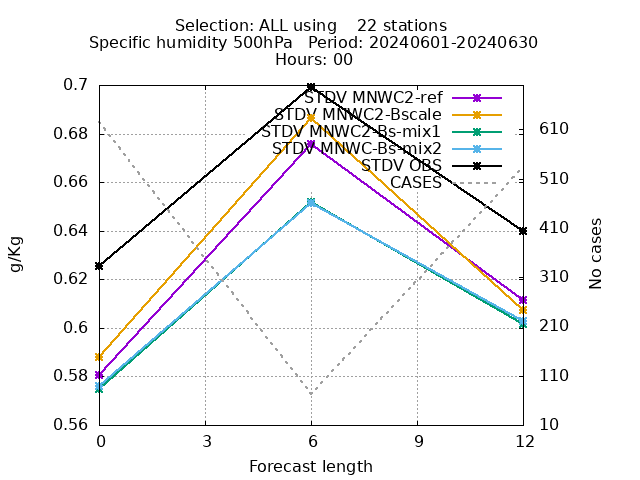 Selection: ALL using    22 stations
Specific humidity 500hPa   Period: 20240601-20240630
Hours: 00
0.7
0.68
0.66
0.64
0.62
0.6
0.58
0.56
g/Kg
STDV MNWC2-ref
STDV MNWC2-Bscale
STDV MNWC2-Bs-mix1
STDV MNWC-Bs-mix2
STDV OBS
CASES
610
510
410
310
210
110
10
No cases
0 3 6 9 12
Forecast length